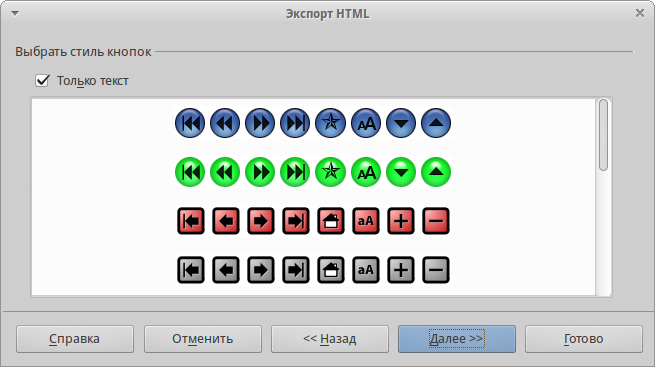 Экспорт HTML
Выбрать стиль кнопок
Только текст
AA
AA
aA
aA
Справка
Отменить
<< Назад
Далее >>
Готово